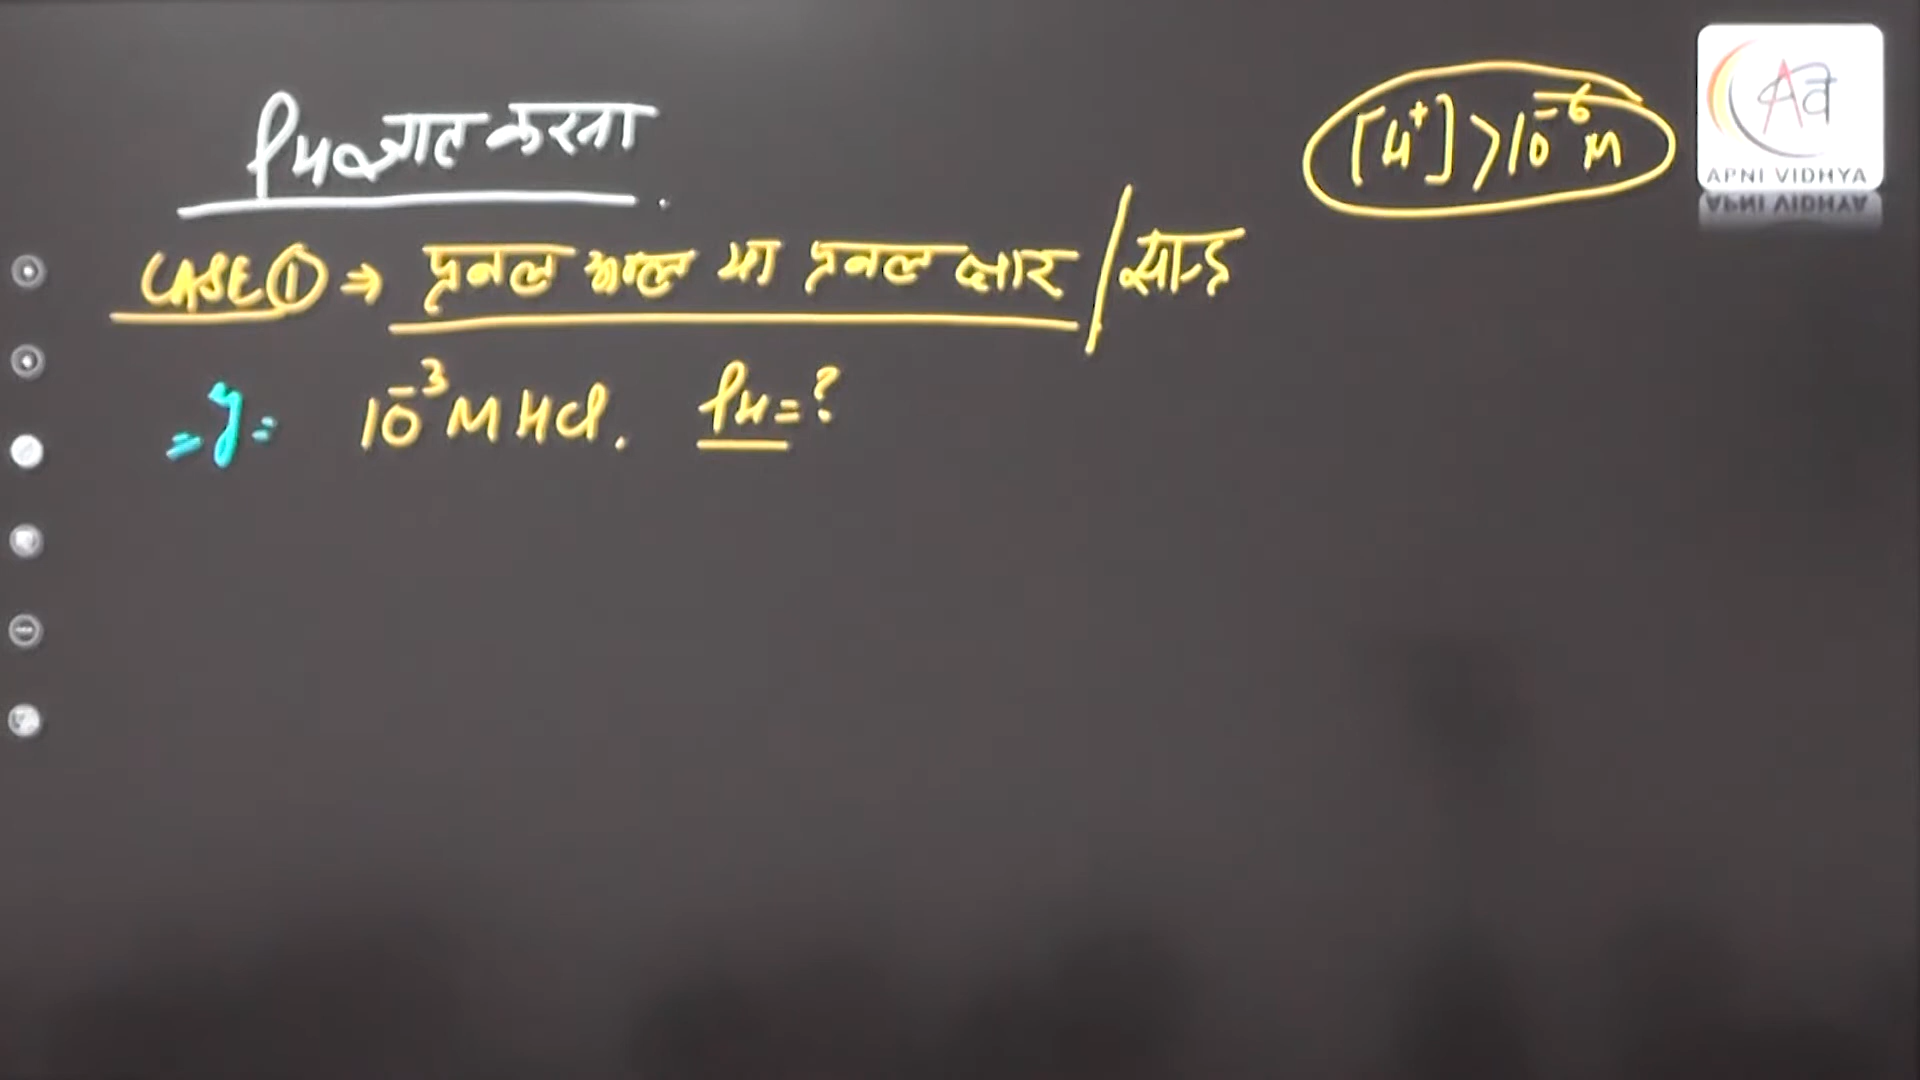 PH ज्ञात करना
[H⁺] > 10⁻⁶ M
APNI VIDHYA
CASE ① ⇒ प्रबल अम्ल या प्रबल क्षार / सान्द्र
= y = 10⁻³ M HCl. PH = ?